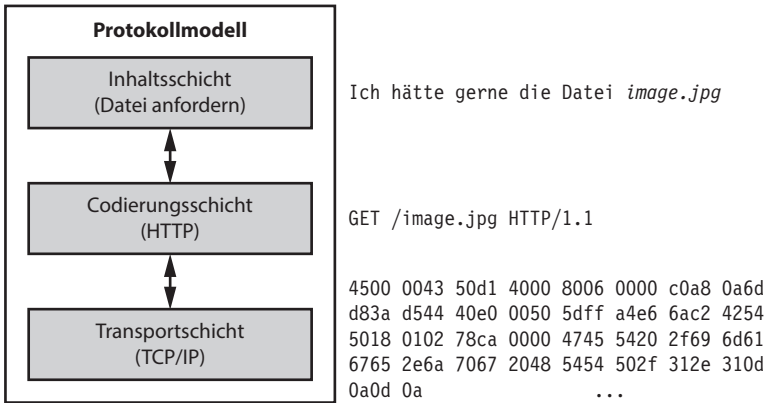 Protokollmodell
Inhaltsschicht
(Datei anfordern)
Ich hätte gerne die Datei image.jpg
Codierungsschicht
(HTTP)
GET /image.jpg HTTP/1.1
Transportschicht
(TCP/IP)
4500 0043 50d1 4000 8006 0000 c0a8 0a6d
d83a d544 40e0 0050 5dff a4e6 6ac2 4254
5018 0102 78ca 0000 4745 5420 2f69 6d61
6765 2e6a 7067 2048 5454 502f 312e 310d
0a0d 0a ...